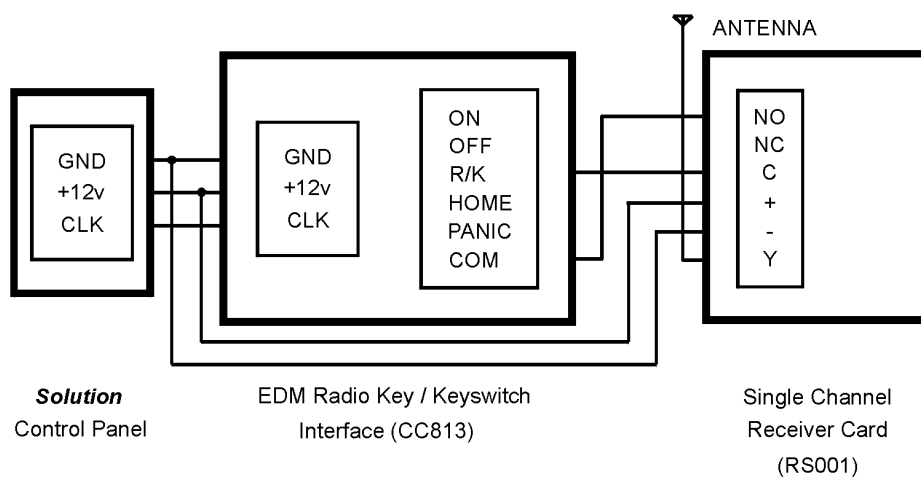 ANTENNA
GND
+12v
CLK
GND
+12v
CLK
ON
OFF
R/K
HOME
PANIC
COM
NO
NC
C
+
-
Y
Solution
Control Panel
EDM Radio Key / Keyswitch
Interface (CC813)
Single Channel
Receiver Card
(RS001)